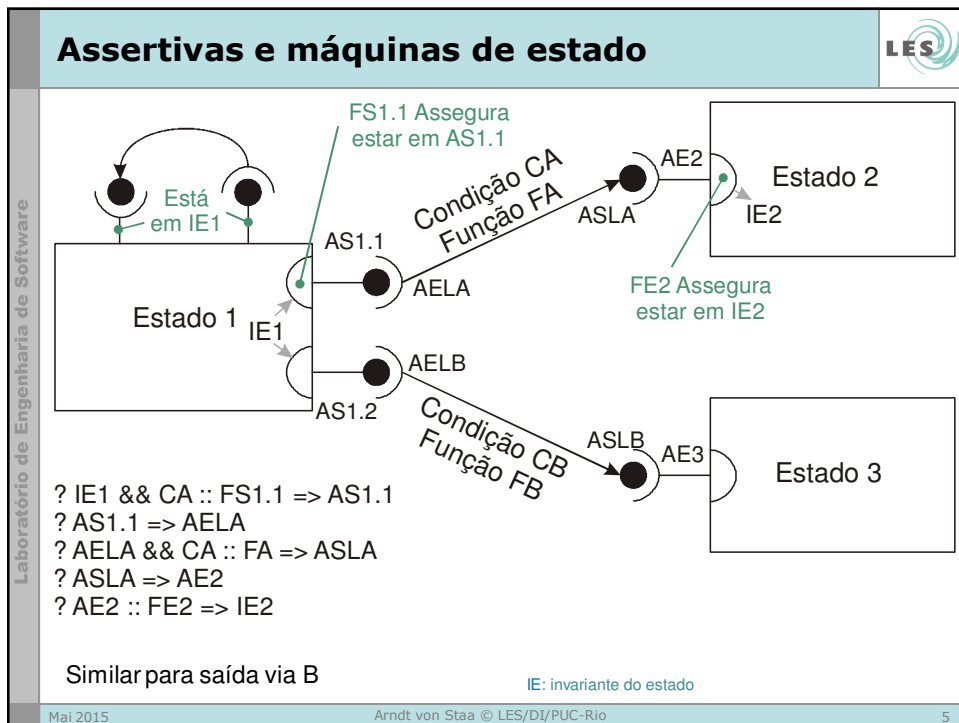 Assertivas e máquinas de estado
LES
Laboratório de Engenharia de Software
FS1.1 Assegura
estar em AS1.1
Está
em IE1
Condição CA
Função FA
AE2
Estado 2
ASLA
IE2
AS1.1
AELA
FE2 Assegura
estar em IE2
Estado 1
IE1
AELB
AS1.2
Condição CB
Função FB
ASLB
AE3
Estado 3
? IE1 && CA :: FS1.1 => AS1.1
? AS1.1 => AELA
? AELA && CA :: FA => ASLA
? ASLA => AE2
? AE2 :: FE2 => IE2
Similar para saída via B
IE: invariante do estado
Mai 2015
Arndt von Staa © LES/DI/PUC-Rio
5